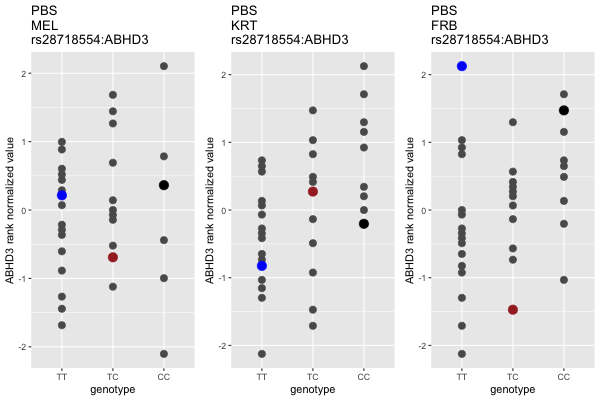 PBS
MEL
rs28718554:ABHD3
ABHD3 rank normalized value
2
1
0
-1
-2
TT TC CC
genotype
PBS
KRT
rs28718554:ABHD3
ABHD3 rank normalized value
2
1
0
-1
-2
TT TC CC
genotype
PBS
FRB
rs28718554:ABHD3
ABHD3 rank normalized value
2
1
0
-1
-2
TT TC CC
genotype